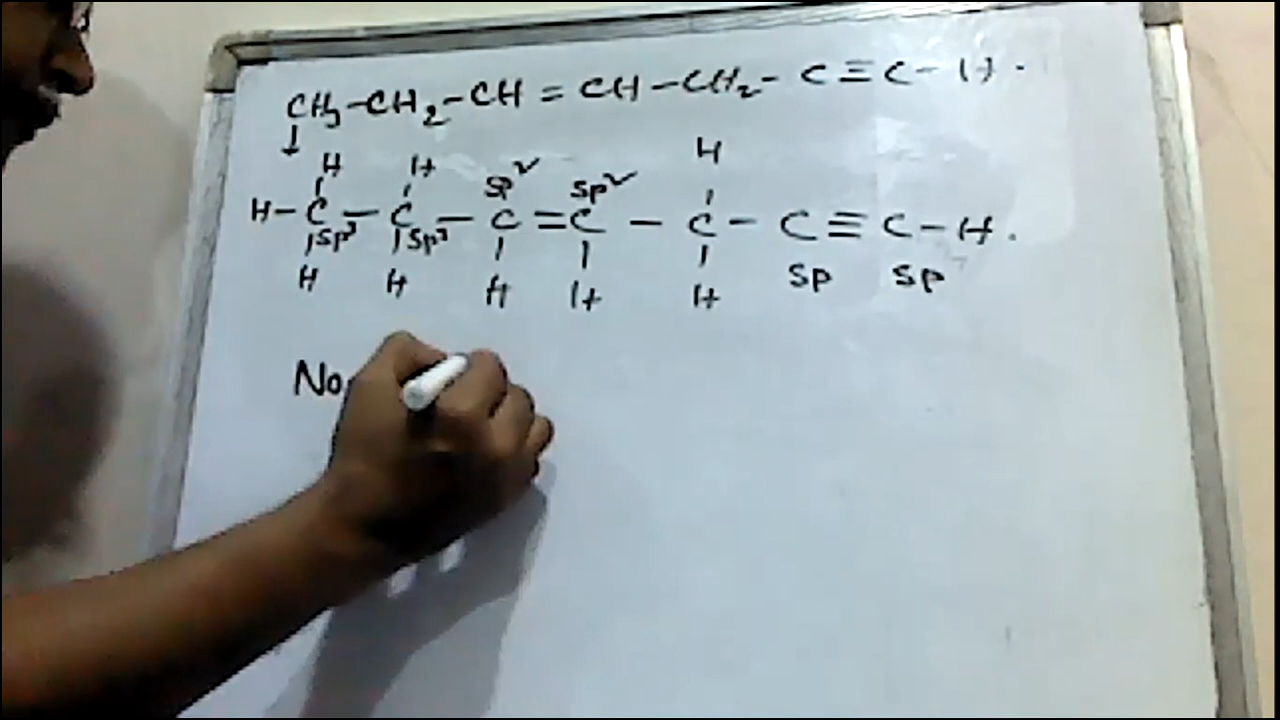 CH3-CH2-CH=CH-CH2-C≡C-H.
↓
H H sp² sp² H
H-C-C-C=C-C-C≡C-H.
sp³ sp³
H H H H H sp sp
No